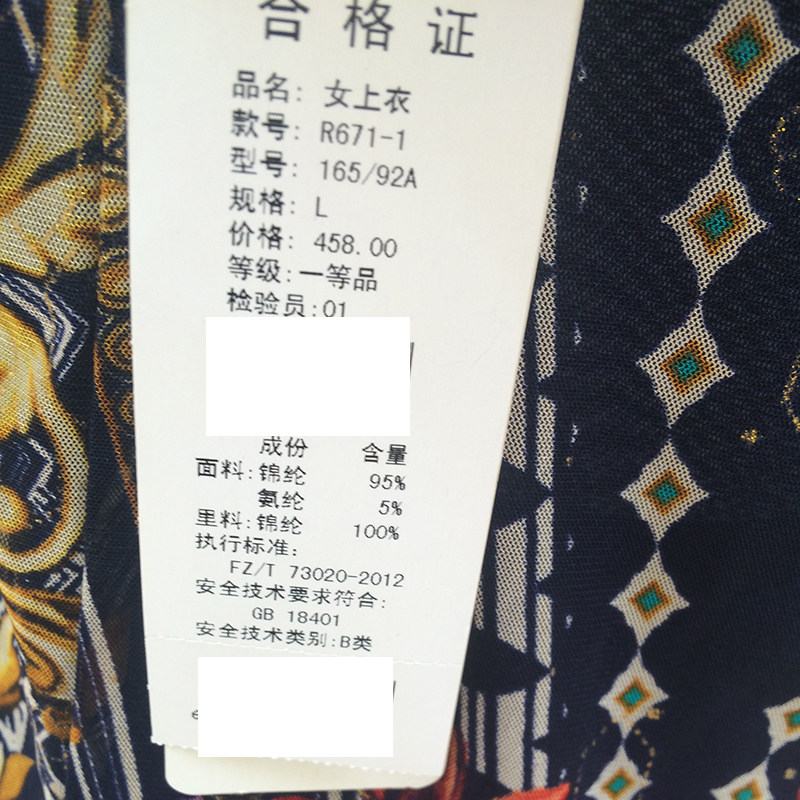 合格证
品名: 女上衣
款号: R671-1
型号: 165/92A
规格: L
价格: 458.00
等级:一等品
检验员:01
成份 含量
面料:锦纶 95%
氨纶 5%
里料:锦纶 100%
执行标准:
FZ/T 73020-2012
安全技术要求符合:
GB 18401
安全技术类别:B类